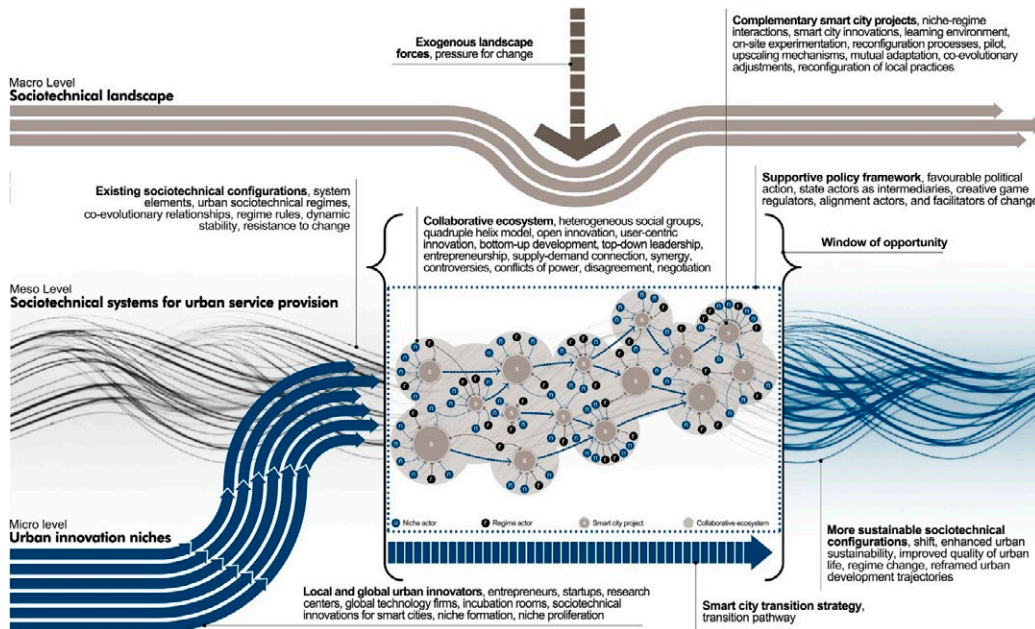 Exogenous landscape
forces, pressure for change
Complementary smart city projects, niche-regime
interactions, smart city innovations, learning environment,
on-site experimentation, reconfiguration processes, pilot,
upscaling mechanisms, mutual adaptation, co-evolutionary
adjustments, reconfiguration of local practices
Macro Level
Sociotechnical landscape
Existing sociotechnical configurations, system
elements, urban sociotechnical regimes,
co-evolutionary relationships, regime rules, dynamic
stability, resistance to change
Collaborative ecosystem, heterogeneous social groups,
quadruple helix model, open innovation, user-centric
innovation, bottom-up development, top-down leadership,
entrepreneurship, supply-demand connection, synergy,
controversies, conflicts of power, disagreement, negotiation
Supportive policy framework, favourable political
action, state actors as intermediaries, creative game
regulators, alignment actors, and facilitators of change
Window of opportunity
Meso Level
Sociotechnical systems for urban service provision
n Niche actor
r Regime actor
s Smart city project
Collaborative ecosystem
Micro level
Urban innovation niches
More sustainable sociotechnical
configurations, shift, enhanced urban
sustainability, improved quality of urban
life, regime change, reframed urban
development trajectories
Local and global urban innovators, entrepreneurs, startups, research
centers, global technology firms, incubation rooms, sociotechnical
innovations for smart cities, niche formation, niche proliferation
Smart city transition strategy,
transition pathway